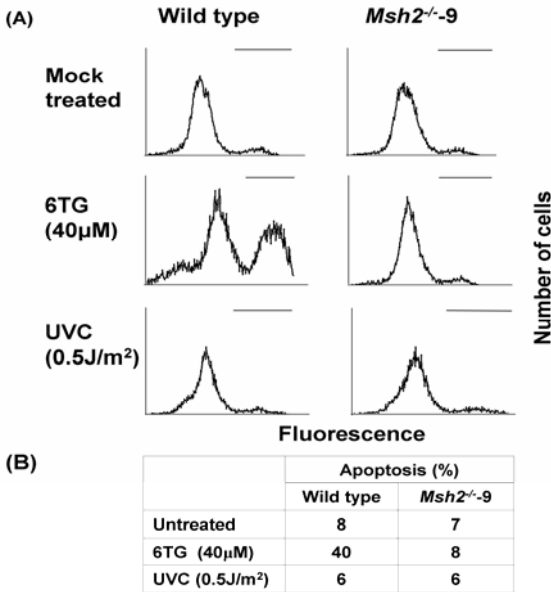 (A)
Wild type Msh2-/--9
Mock
treated
6TG
(40µM)
UVC
(0.5J/m²)
Number of cells
Fluorescence
(B)
Apoptosis (%)
Wild type Msh2-/--9
Untreated 8 7
6TG (40µM) 40 8
UVC (0.5J/m²) 6 6